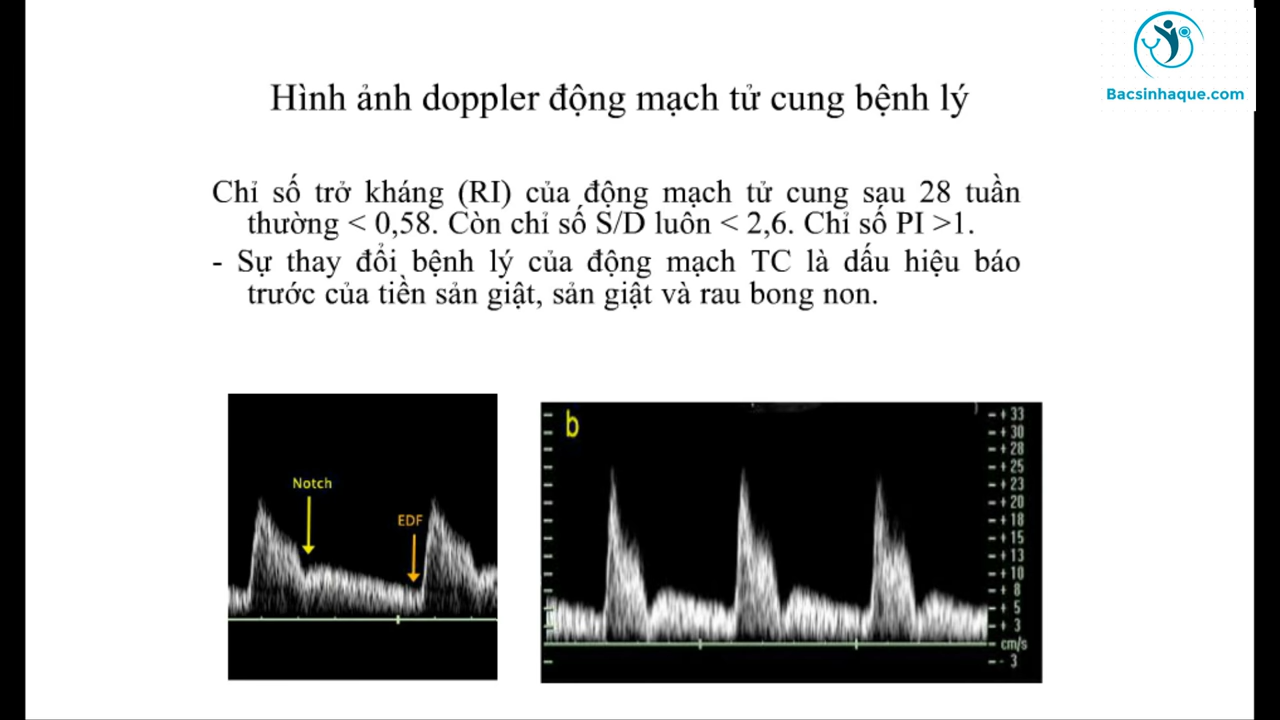 Bacsinhaque.com
Hình ảnh doppler động mạch tử cung bệnh lý
Chỉ số trở kháng (RI) của động mạch tử cung sau 28 tuần
thường < 0,58. Còn chỉ số S/D luôn < 2,6. Chỉ số PI >1.
- Sự thay đổi bệnh lý của động mạch TC là dấu hiệu báo
trước của tiền sản giật, sản giật và rau bong non.
Notch
EDF
b
+ 33
+ 30
+ 28
+ 25
+ 23
+ 20
+ 18
+ 15
+ 13
+ 10
+ 8
+ 5
+ 3
cm/s
- 3